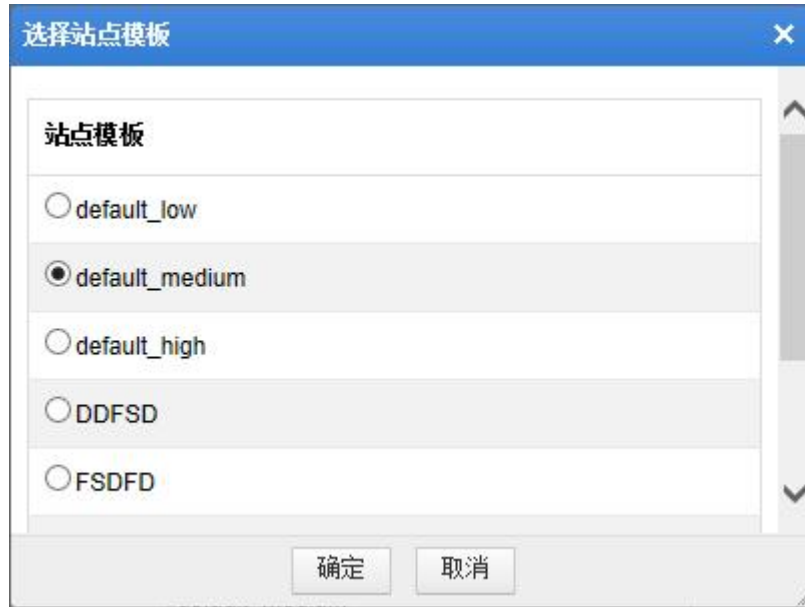 选择站点模板
站点模板
default_low
default_medium
default_high
DDFSD
FSDFD
确定 取消